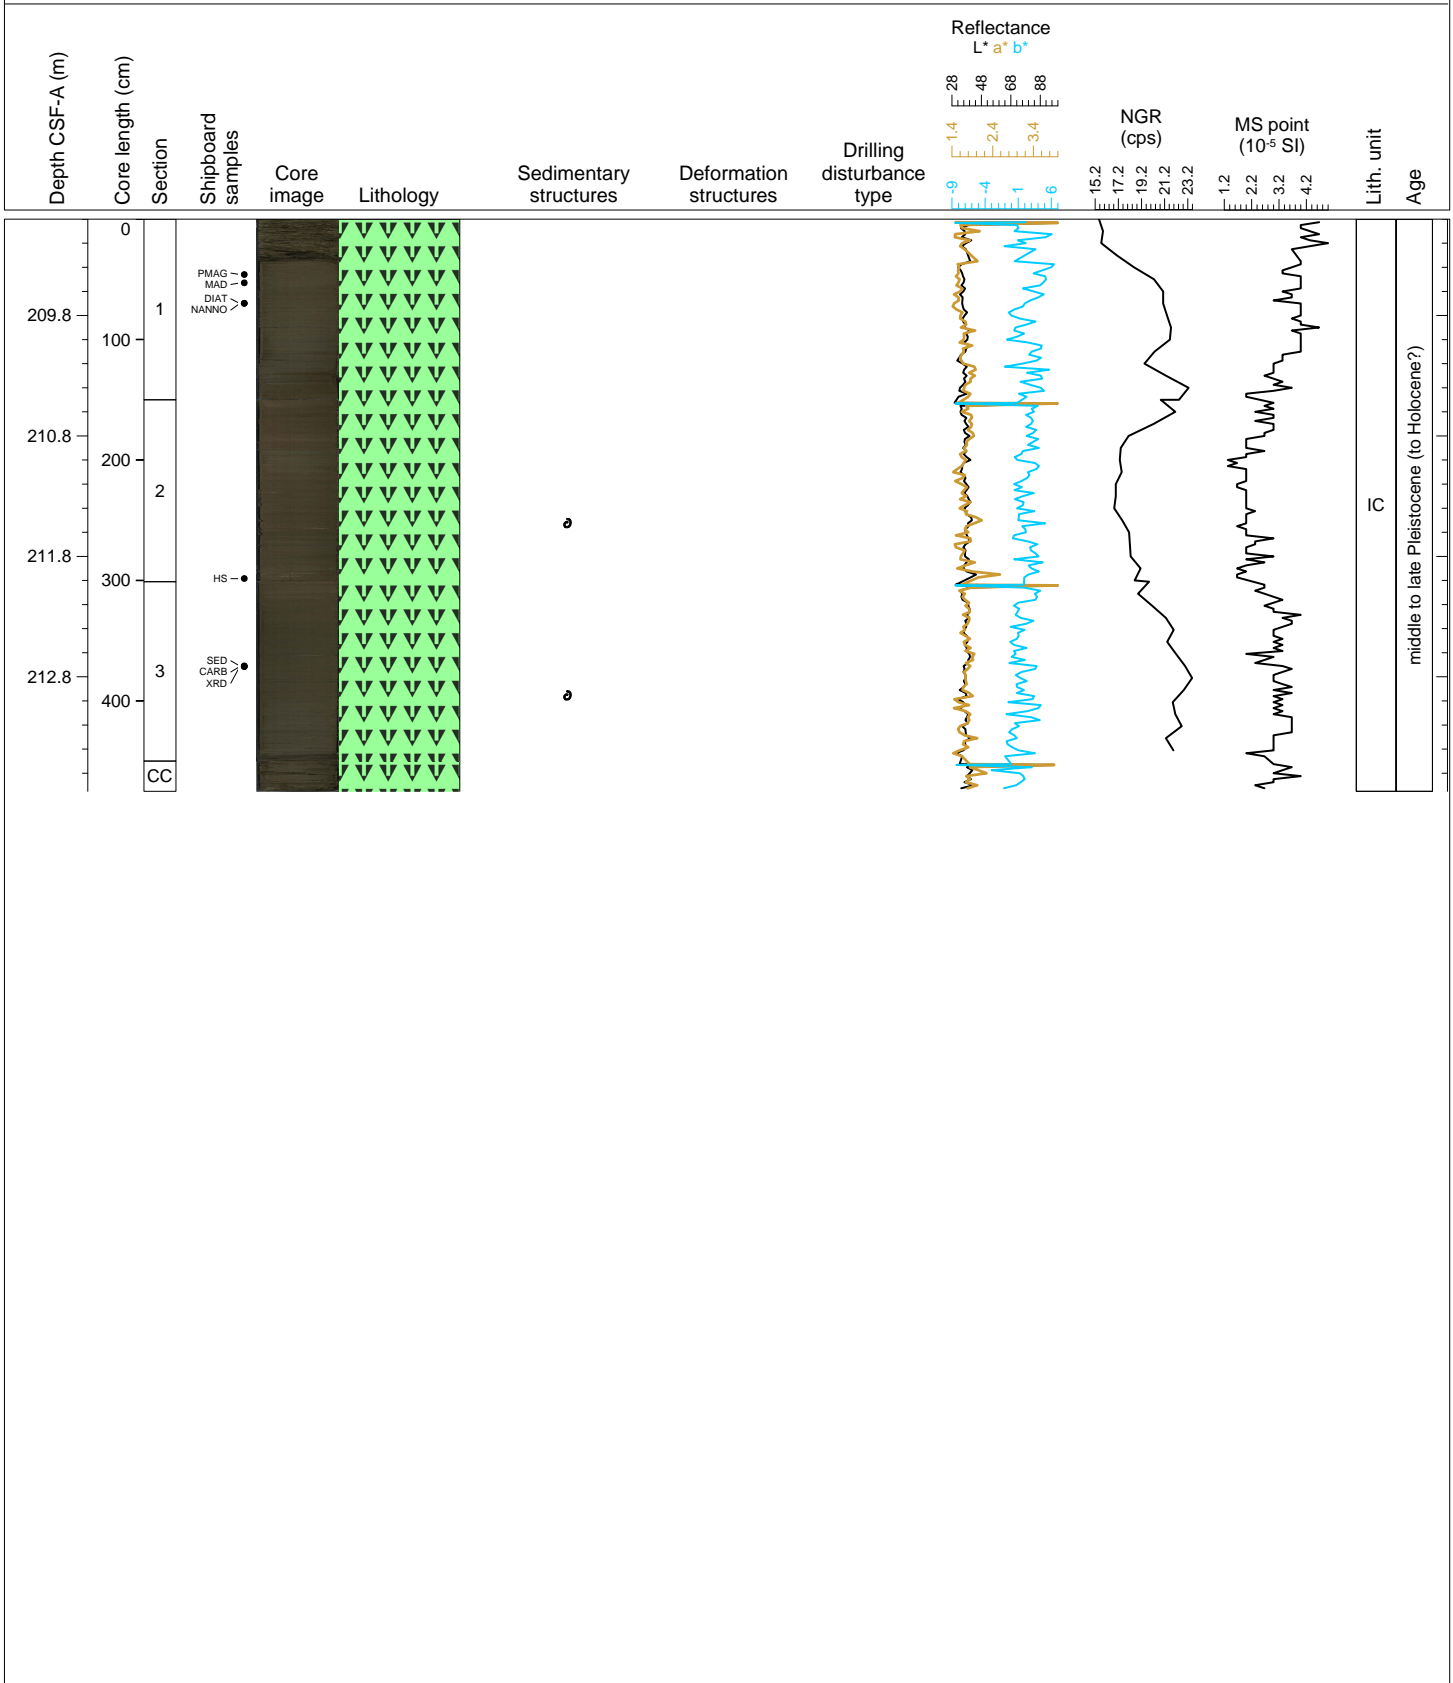 Depth CSF-A (m)
Core length (cm)
Section
Shipboard
samples
Core
image
Lithology
Sedimentary
structures
Deformation
structures
Drilling
disturbance
type
Reflectance
L* a* b*
28 48 68 88
1.4 2.4 3.4
-9 -4 1 6
NGR
(cps)
15.2 17.2 19.2 21.2 23.2
MS point
(10-5 SI)
1.2 2.2 3.2 4.2
Lith. unit
Age
0
PMAG
MAD
DIAT
NANNO
1
209.8
100
210.8
200
2
IC
middle to late Pleistocene (to Holocene?)
211.8
300
HS
SED
CARB
XRD
3
212.8
400
CC